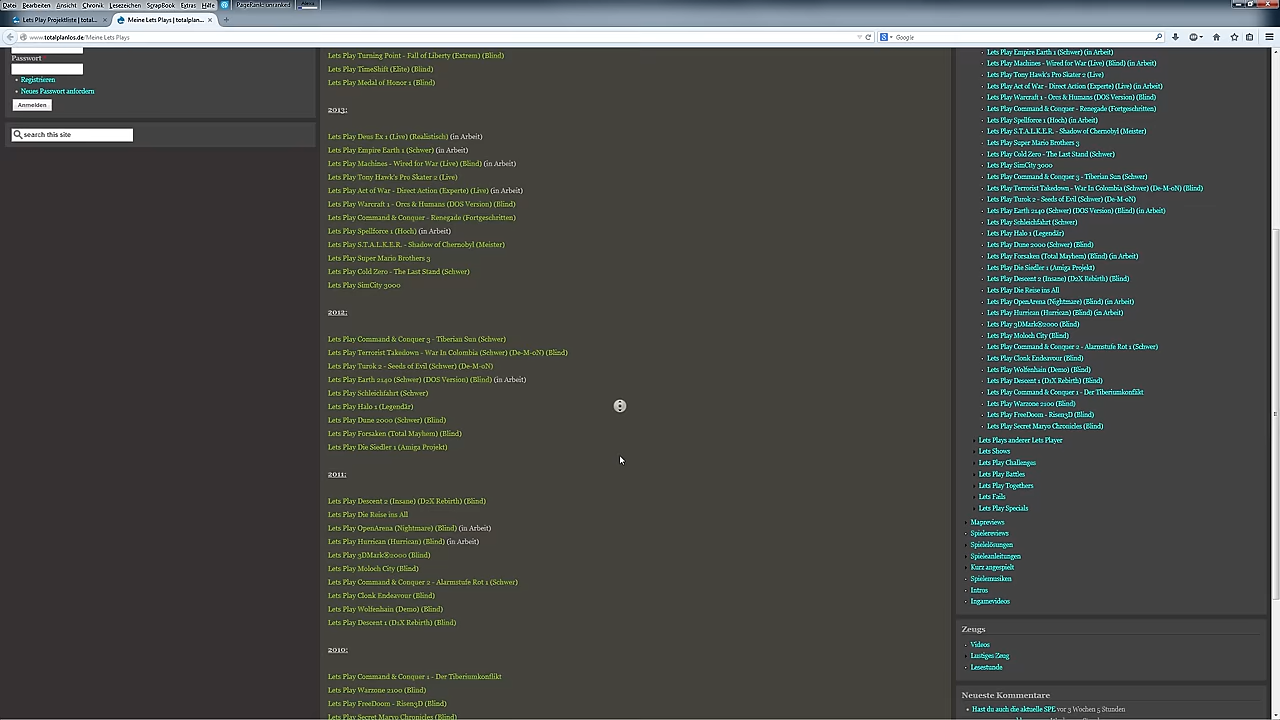 Datei Bearbeiten Ansicht Chronik Lesezeichen ScrapBook Extras Hilfe PageRank: unranked Alexa
Lets Play Projektliste | total... × Meine Lets Plays | totalplan... × +
www.totalplanlos.de/Meine Lets Plays
Google
Passwort
Registrieren
Neues Passwort anfordern
Anmelden
search this site
Lets Play Turning Point - Fall of Liberty (Extrem) (Blind)
Lets Play TimeShift (Elite) (Blind)
Lets Play Medal of Honor 1 (Blind)
2013:
Lets Play Deus Ex 1 (Live) (Realistisch) (in Arbeit)
Lets Play Empire Earth 1 (Schwer) (in Arbeit)
Lets Play Machines - Wired for War (Live) (Blind) (in Arbeit)
Lets Play Tony Hawk's Pro Skater 2 (Live)
Lets Play Act of War - Direct Action (Experte) (Live) (in Arbeit)
Lets Play Warcraft 1 - Orcs & Humans (DOS Version) (Blind)
Lets Play Command & Conquer - Renegade (Fortgeschritten)
Lets Play Spellforce 1 (Hoch) (in Arbeit)
Lets Play S.T.A.L.K.E.R. - Shadow of Chernobyl (Meister)
Lets Play Super Mario Brothers 3
Lets Play Cold Zero - The Last Stand (Schwer)
Lets Play SimCity 3000
2012:
Lets Play Command & Conquer 3 - Tiberian Sun (Schwer)
Lets Play Terrorist Takedown - War In Colombia (Schwer) (De-M-oN) (Blind)
Lets Play Turok 2 - Seeds of Evil (Schwer) (De-M-oN)
Lets Play Earth 2140 (Schwer) (DOS Version) (Blind) (in Arbeit)
Lets Play Schleichfahrt (Schwer)
Lets Play Halo 1 (Legendär)
Lets Play Dune 2000 (Schwer) (Blind)
Lets Play Forsaken (Total Mayhem) (Blind)
Lets Play Die Siedler 1 (Amiga Projekt)
2011:
Lets Play Descent 2 (Insane) (D2X Rebirth) (Blind)
Lets Play Die Reise ins All
Lets Play OpenArena (Nightmare) (Blind) (in Arbeit)
Lets Play Hurrican (Hurrican) (Blind) (in Arbeit)
Lets Play 3DMark®2000 (Blind)
Lets Play Moloch City (Blind)
Lets Play Command & Conquer 2 - Alarmstufe Rot 1 (Schwer)
Lets Play Clonk Endeavour (Blind)
Lets Play Wolfenhain (Demo) (Blind)
Lets Play Descent 1 (D1X Rebirth) (Blind)
2010:
Lets Play Command & Conquer 1 - Der Tiberiumkonflikt
Lets Play Warzone 2100 (Blind)
Lets Play FreeDoom - Risen3D (Blind)
Lets Play Secret Maryo Chronicles (Blind)
Lets Play Empire Earth 1 (Schwer) (in Arbeit)
Lets Play Machines - Wired for War (Live) (Blind) (in Arbeit)
Lets Play Tony Hawk's Pro Skater 2 (Live)
Lets Play Act of War - Direct Action (Experte) (Live) (in Arbeit)
Lets Play Warcraft 1 - Orcs & Humans (DOS Version) (Blind)
Lets Play Command & Conquer - Renegade (Fortgeschritten)
Lets Play Spellforce 1 (Hoch) (in Arbeit)
Lets Play S.T.A.L.K.E.R. - Shadow of Chernobyl (Meister)
Lets Play Super Mario Brothers 3
Lets Play Cold Zero - The Last Stand (Schwer)
Lets Play SimCity 3000
Lets Play Command & Conquer 3 - Tiberian Sun (Schwer)
Lets Play Terrorist Takedown - War In Colombia (Schwer) (De-M-oN) (Blind)
Lets Play Turok 2 - Seeds of Evil (Schwer) (De-M-oN)
Lets Play Earth 2140 (Schwer) (DOS Version) (Blind) (in Arbeit)
Lets Play Schleichfahrt (Schwer)
Lets Play Halo 1 (Legendär)
Lets Play Dune 2000 (Schwer) (Blind)
Lets Play Forsaken (Total Mayhem) (Blind) (in Arbeit)
Lets Play Die Siedler 1 (Amiga Projekt)
Lets Play Descent 2 (Insane) (D2X Rebirth) (Blind)
Lets Play Die Reise ins All
Lets Play OpenArena (Nightmare) (Blind) (in Arbeit)
Lets Play Hurrican (Hurrican) (Blind) (in Arbeit)
Lets Play 3DMark®2000 (Blind)
Lets Play Moloch City (Blind)
Lets Play Command & Conquer 2 - Alarmstufe Rot 1 (Schwer)
Lets Play Clonk Endeavour (Blind)
Lets Play Wolfenhain (Demo) (Blind)
Lets Play Descent 1 (D1X Rebirth) (Blind)
Lets Play Command & Conquer 1 - Der Tiberiumkonflikt
Lets Play Warzone 2100 (Blind)
Lets Play FreeDoom - Risen3D (Blind)
Lets Play Secret Maryo Chronicles (Blind)
Lets Plays anderer Lets Player
Lets Shows
Lets Play Challenges
Lets Play Battles
Lets Play Togethers
Lets Fails
Lets Play Specials
Mapreviews
Spielereviews
Spielelösungen
Spieleanleitungen
Kurz angespielt
Spielemusiken
Intros
Ingamevideos
Zeugs
Videos
Lustiges Zeug
Lesestunde
Neueste Kommentare
Hast du auch die aktuelle SPE vor 3 Wochen 5 Stunden